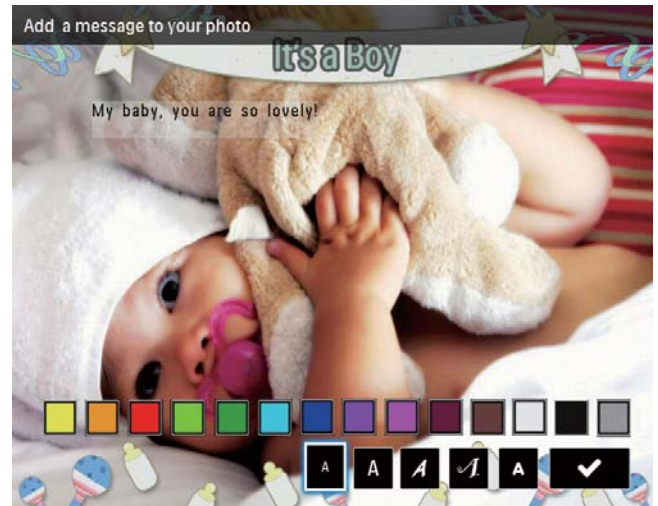 Add a message to your photo
It's a Boy
My baby, you are so lovely!
A A A A A